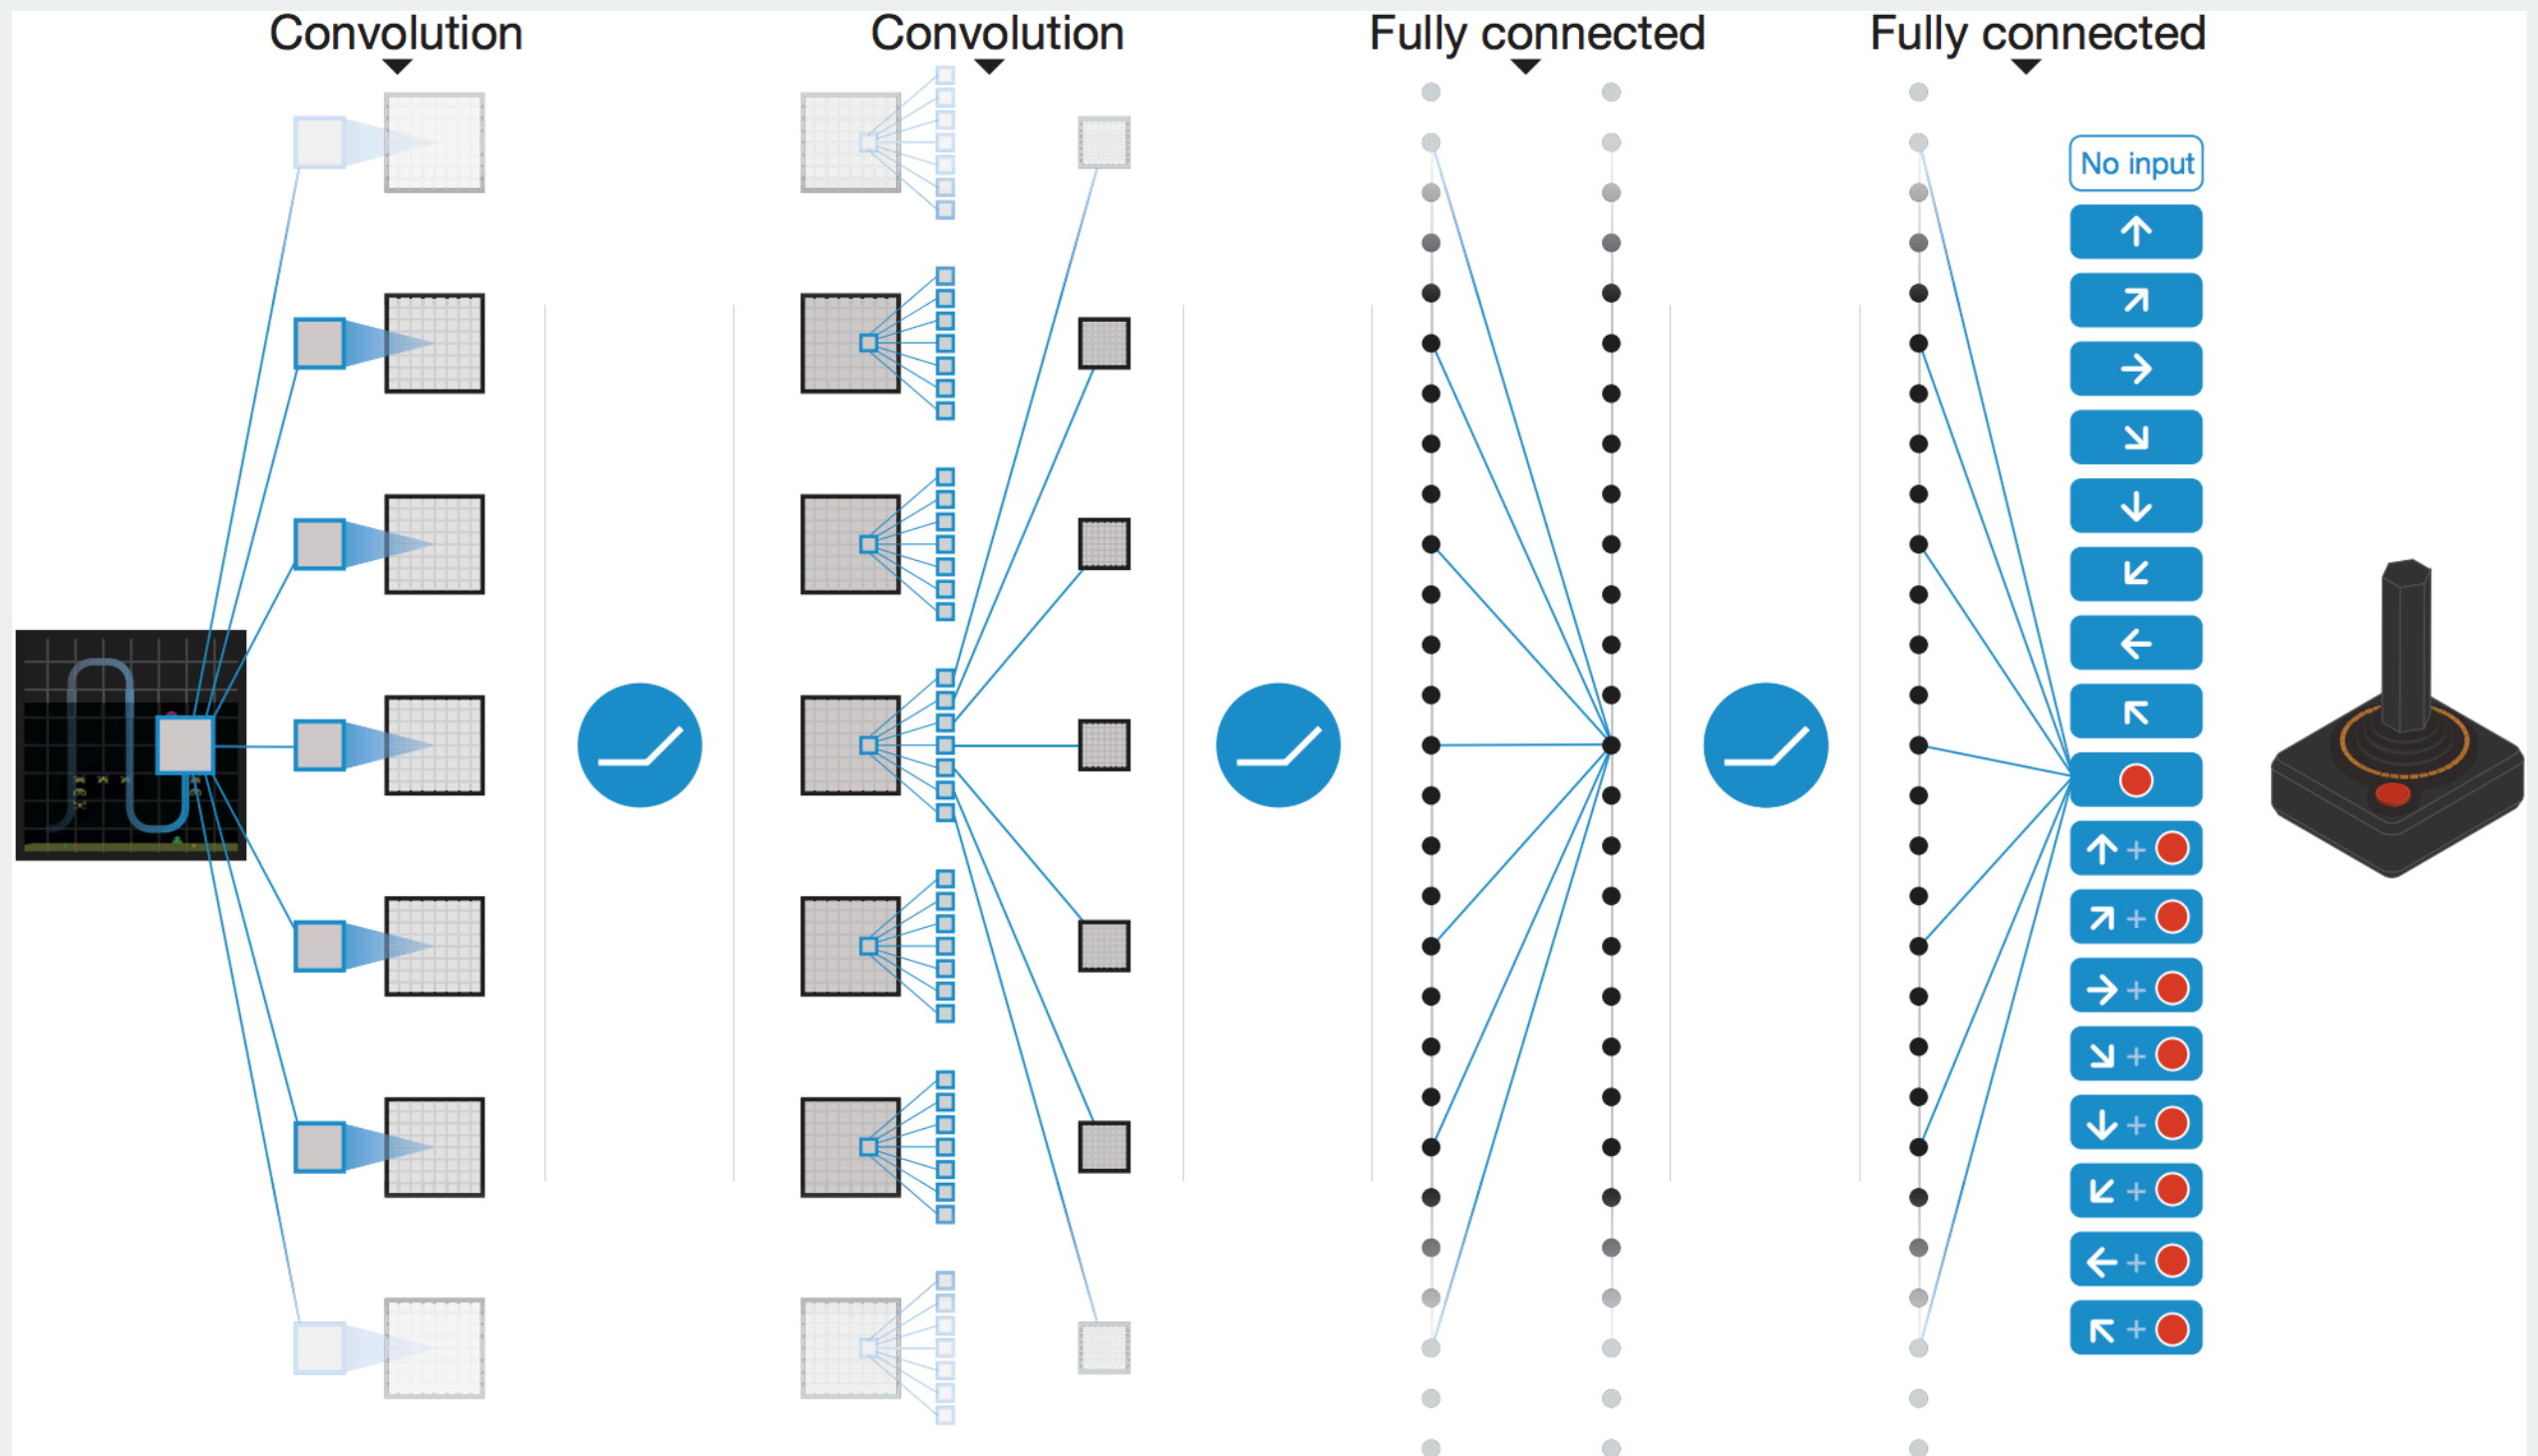 Convolution
Convolution
Fully connected
Fully connected
No input
+
+
+
+
+
+
+
+